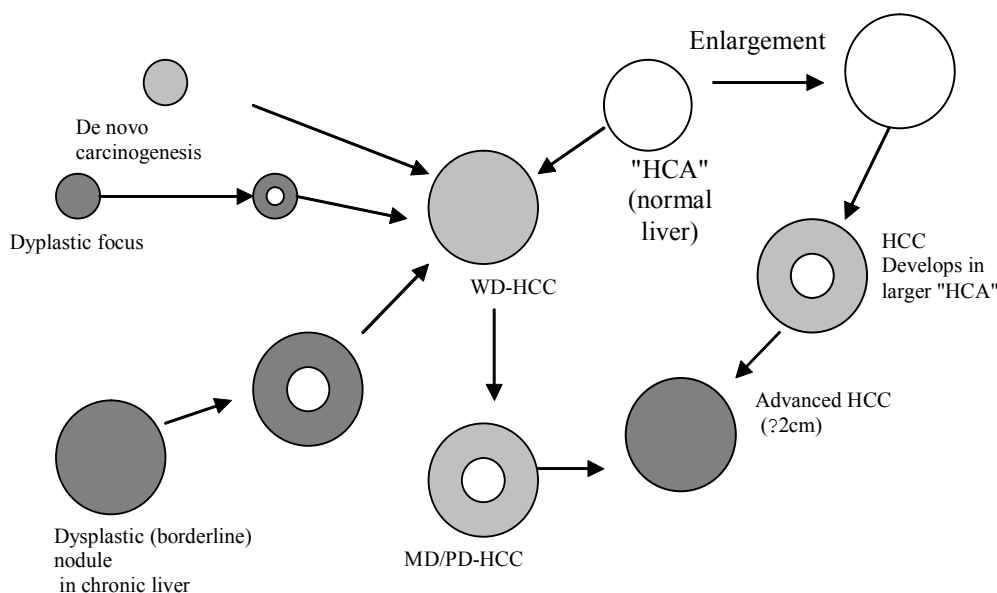 Enlargement
De novo
carcinogenesis
"HCA"
(normal
liver)
Dyplastic focus
HCC
Develops in
larger "HCA"
WD-HCC
Advanced HCC
(?2cm)
Dysplastic (borderline)
nodule
in chronic liver
MD/PD-HCC